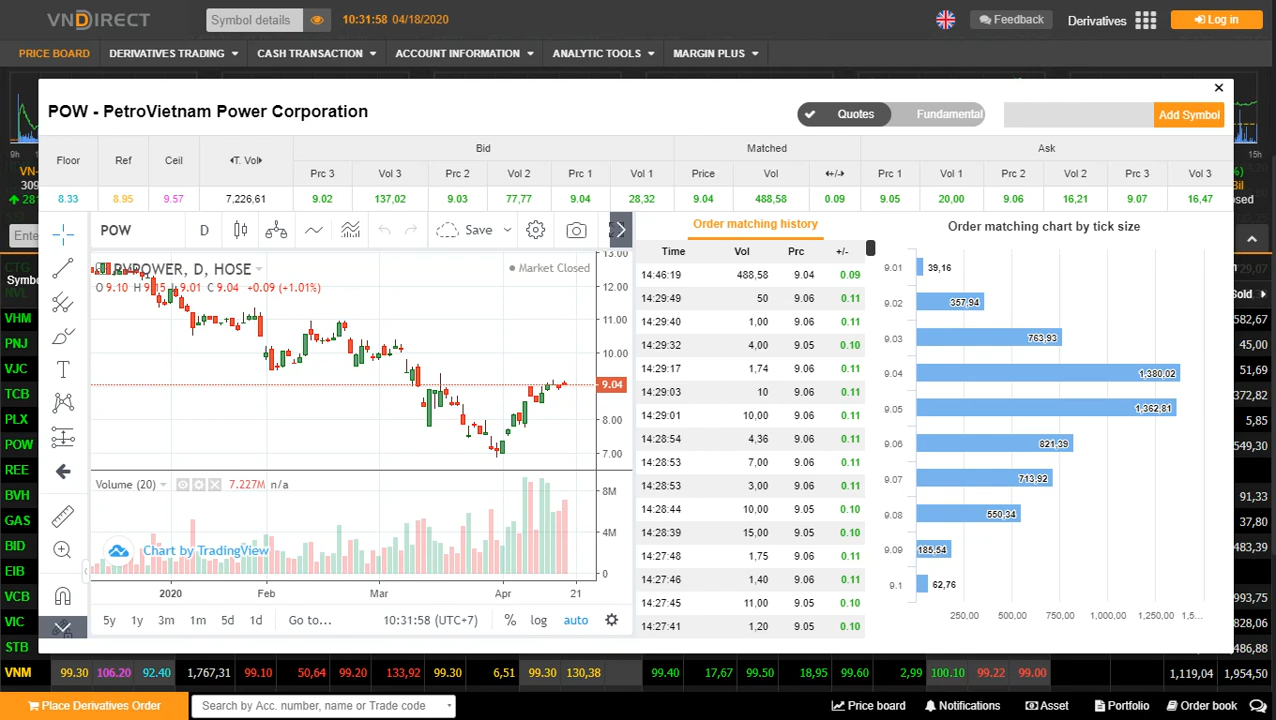 VNDIRECT Symbol details 10:31:58 04/18/2020 Feedback Derivatives Log in
PRICE BOARD DERIVATIVES TRADING CASH TRANSACTION ACCOUNT INFORMATION ANALYTIC TOOLS MARGIN PLUS
POW - PetroVietnam Power Corporation Quotes Fundamental Add Symbol
9h 15h
Floor Ref Ceil T. Vol Bid Matched Ask
Prc 3 Vol 3 Prc 2 Vol 2 Prc 1 Vol 1 Price Vol +/- Prc 1 Vol 1 Prc 2 Vol 2 Prc 3 Vol 3
8.33 8.95 9.57 7.226,61 9.02 137,02 9.03 77,77 9.04 28,32 9.04 488,58 0.09 9.05 20,00 9.06 16,21 9.07 16,47
POW D Save
Order matching history
Order matching chart by tick size
PVPOWER, D, HOSE Market Closed
O 9.10 H 9.15 L 9.01 C 9.04 +0.09 (+1.01%)
13.00
12.00
11.00
10.00
9.04
8.00
7.00
Volume (20) 7.227M n/a
8M
4M
0
Chart by TradingView
2020 Feb Mar Apr 21
5y 1y 3m 1m 5d 1d Go to... 10:31:58 (UTC+7) % log auto
Time Vol Prc +/-
14:46:19 488,58 9.04 0.09
14:29:49 50 9.06 0.11
14:29:40 1,00 9.06 0.11
14:29:32 4,00 9.05 0.10
14:29:17 1,74 9.06 0.11
14:29:03 10 9.06 0.11
14:29:01 10,00 9.06 0.11
14:28:54 4,36 9.06 0.11
14:28:53 7,00 9.06 0.11
14:28:53 3,00 9.06 0.11
14:28:44 10,00 9.05 0.10
14:28:39 15,00 9.05 0.10
14:27:48 1,75 9.06 0.11
14:27:46 1,40 9.06 0.11
14:27:45 11,00 9.05 0.10
14:27:41 1,20 9.05 0.10
9.01 39,16
9.02 357,94
9.03 763,93
9.04 1,380,02
9.05 1,362,81
9.06 821,39
9.07 713,92
9.08 550,34
9.09 185,54
9.1 62,76
250,00 500,00 750,00 1,000,00 1,250,00 1,5...
VHM
PNJ
VJC
TCB
PLX
POW
REE
BVH
GAS
BID
EIB
VCB
VIC
STB
VNM 99.30 106.20 92.40 1,767,31 99.10 50,64 99.20 133,92 99.30 6,51 99.30 130,38 99.40 17,67 99.50 18,95 99.60 2,99 100.10 99.22 99.00 1,119,04 1,954,50
Place Derivatives Order Search by Acc. number, name or Trade code Price board Notifications Asset Portfolio Order book